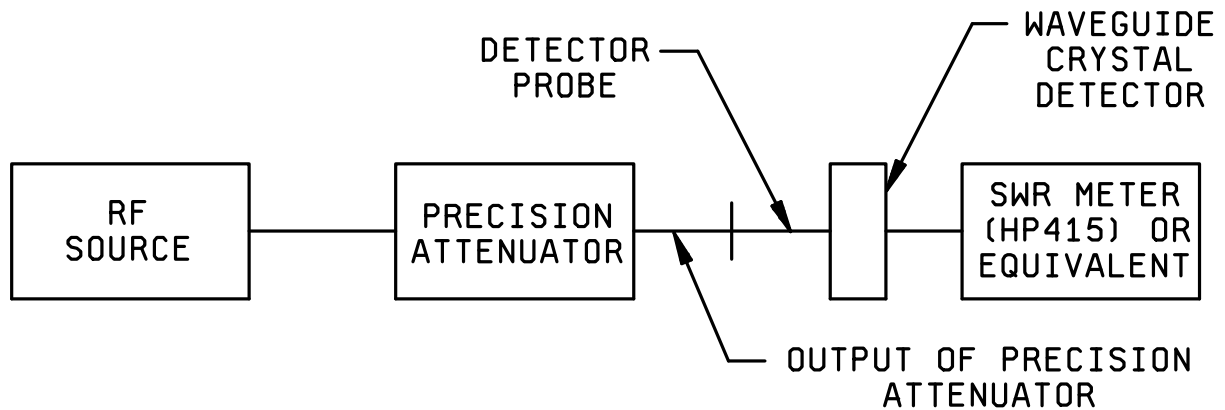 DETECTOR
PROBE
WAVEGUIDE
CRYSTAL
DETECTOR
RF
SOURCE
PRECISION
ATTENUATOR
SWR METER
(HP415) OR
EQUIVALENT
OUTPUT OF PRECISION
ATTENUATOR